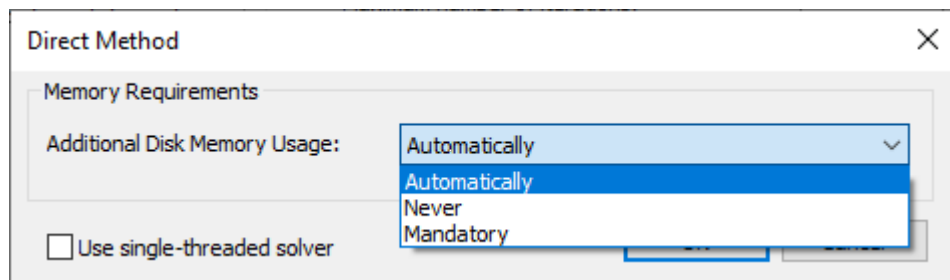 Direct Method
Memory Requirements
Additional Disk Memory Usage:
Automatically
Automatically
Never
Mandatory
Use single-threaded solver